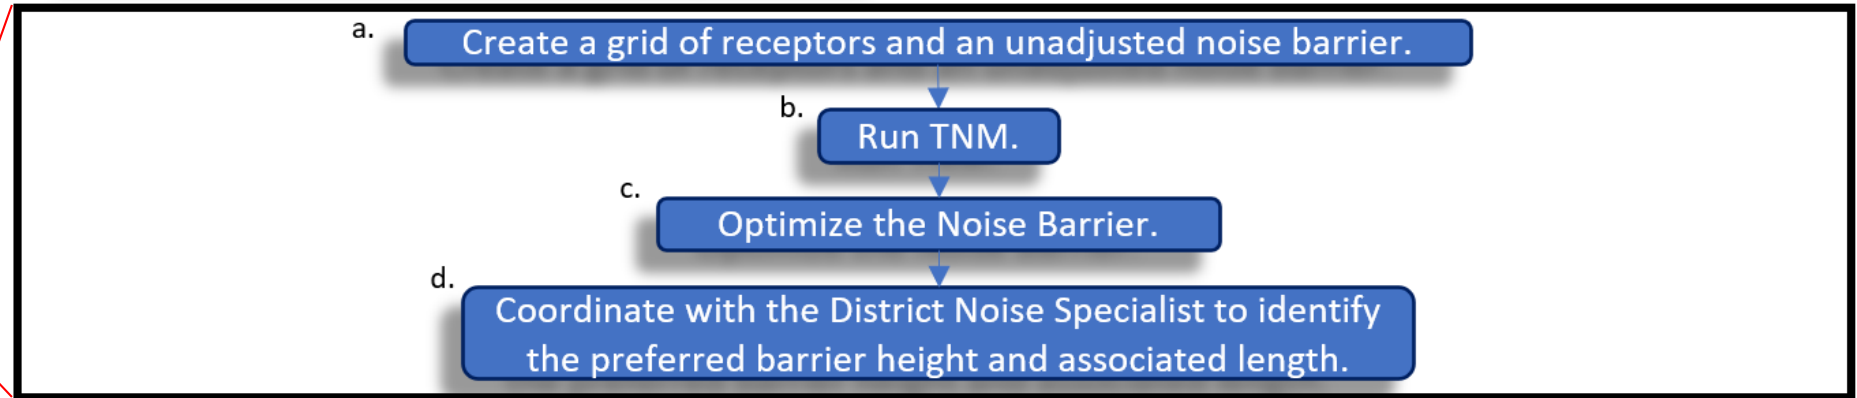 a. Create a grid of receptors and an unadjusted noise barrier.
b. Run TNM.
c. Optimize the Noise Barrier.
d. Coordinate with the District Noise Specialist to identify
the preferred barrier height and associated length.